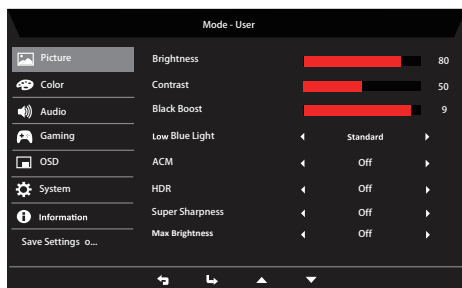 Mode - User
Picture
Brightness 80
Color
Contrast 50
Audio
Black Boost 9
Gaming
Low Blue Light Standard
OSD
ACM Off
System
HDR Off
Information
Super Sharpness Off
Save Settings o...
Max Brightness Off